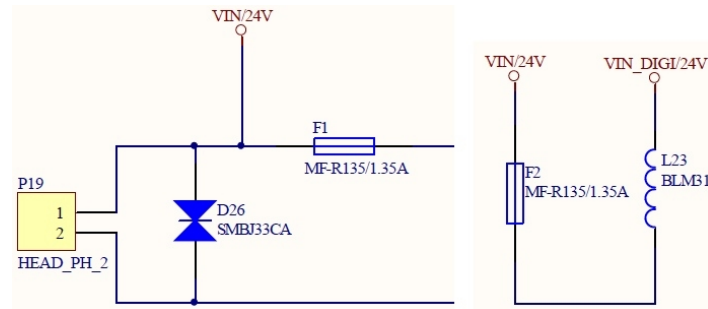 VIN/24V
F1
MF-R135/1.35A
P19
1
2
HEAD_PH_2
D26
SMBJ33CA
VIN/24V
VIN_DIGI/24V
F2
MF-R135/1.35A
L23
BLM31